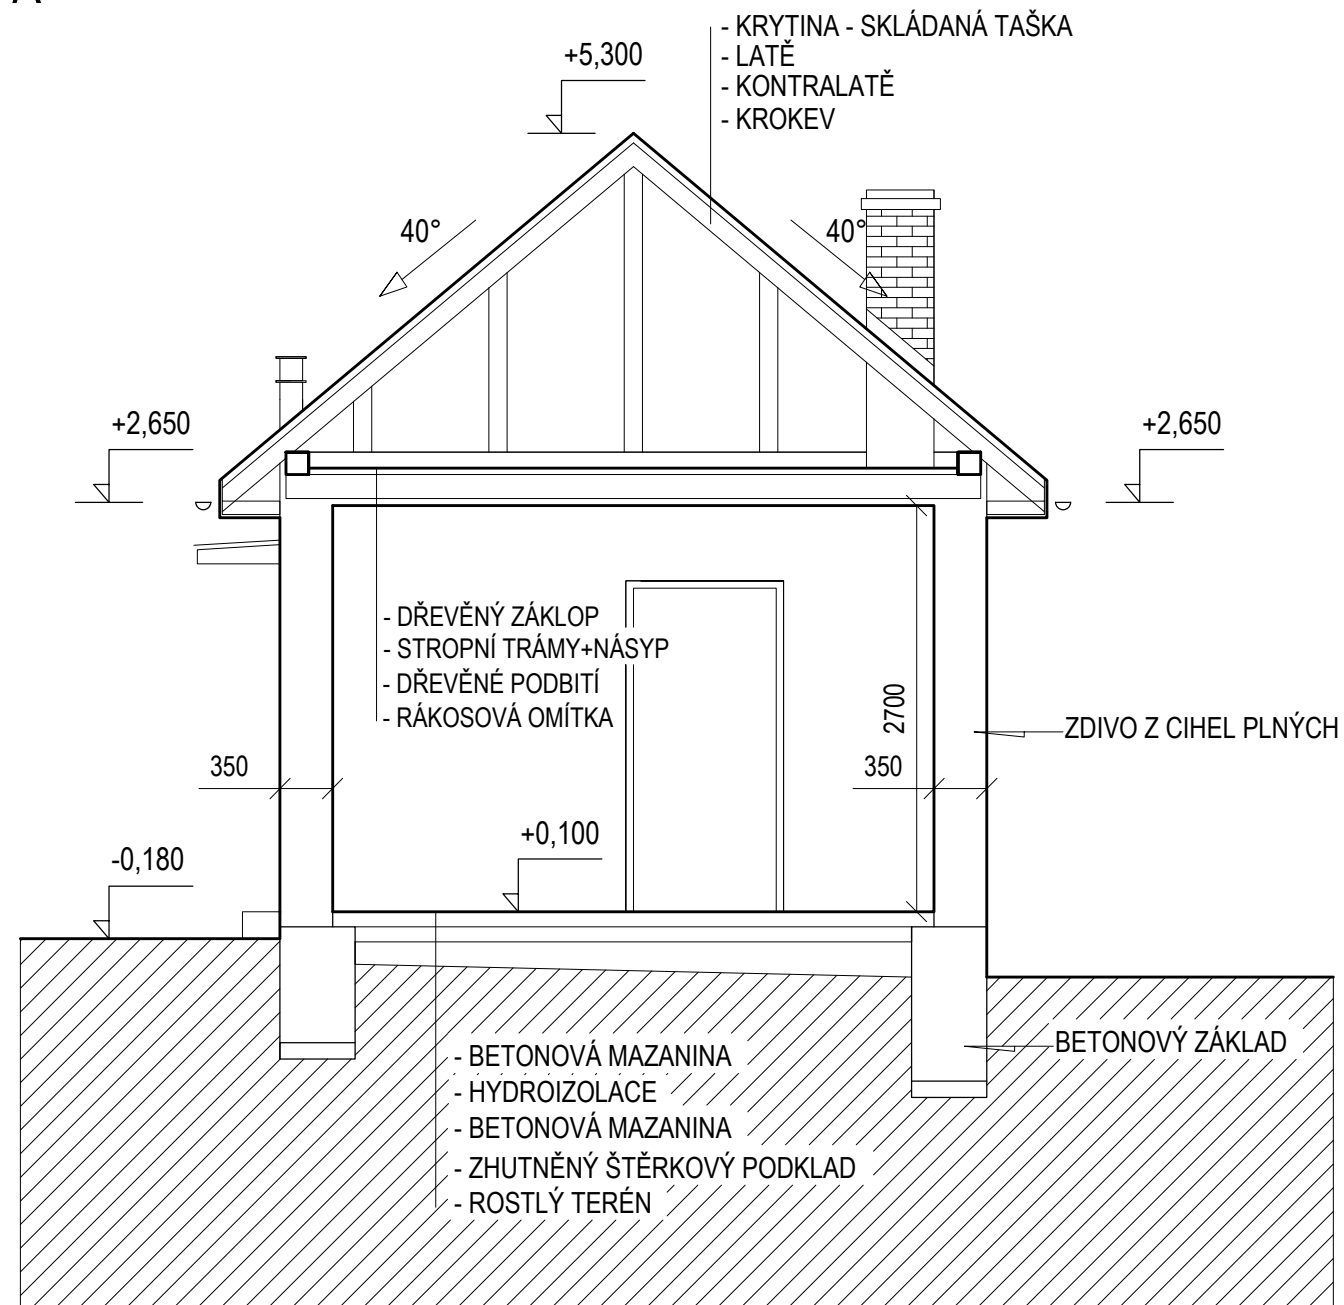 - KRYTINA - SKLÁDANÁ TAŠKA
- LATĚ
- KONTRALATĚ
- KROKEV
+5,300
40°
40°
+2,650
+2,650
- DŘEVĚNÝ ZÁKLOP
- STROPNÍ TRÁMY+NÁSYP
- DŘEVĚNÉ PODBITÍ
- RÁKOSOVÁ OMÍTKA
2700
ZDIVO Z CIHEL PLNÝCH
350
350
+0,100
-0,180
BETONOVÝ ZÁKLAD
- BETONOVÁ MAZANINA
- HYDROIZOLACE
- BETONOVÁ MAZANINA
- ZHUTNĚNÝ ŠTĚRKOVÝ PODKLAD
- ROSTLÝ TERÉN